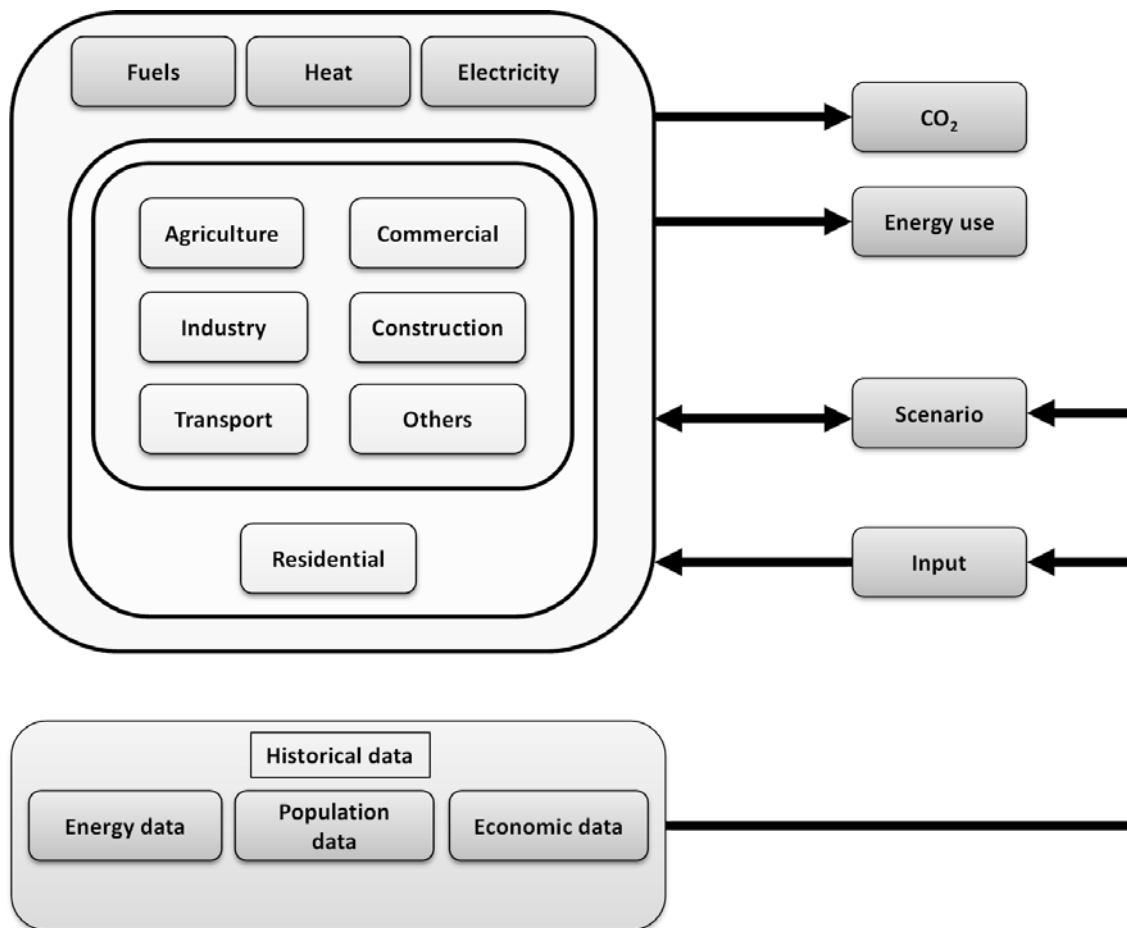 Fuels
Heat
Electricity
CO₂
Energy use
Agriculture
Commercial
Industry
Construction
Transport
Others
Scenario
Residential
Input
Historical data
Energy data
Population
data
Economic data